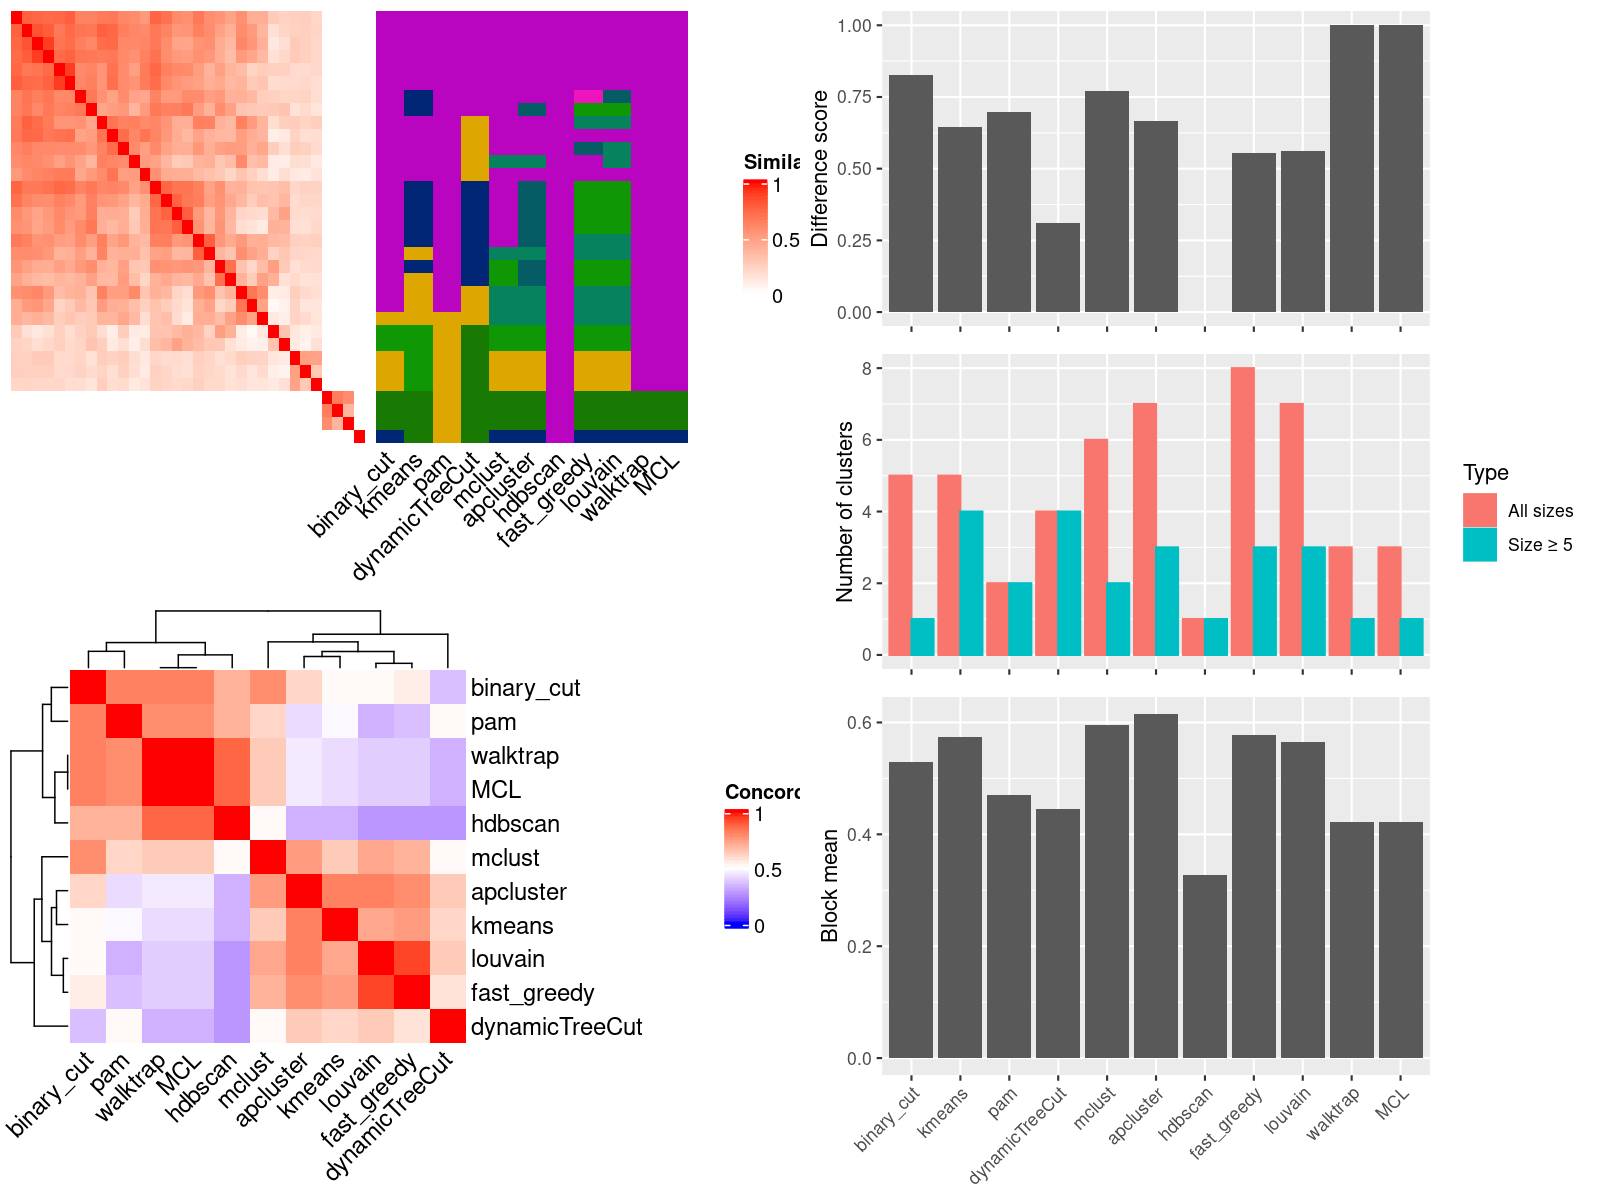 Simila
1
0.5
0
binary_cut
kmeans
pam
dynamicTreeCut
mclust
apcluster
hdbscan
fast_greedy
louvain
walktrap
MCL
Difference score
1.00
0.75
0.50
0.25
0.00
Number of clusters
8
6
4
2
0
Type
All sizes
Size ≥ 5
Block mean
0.6
0.4
0.2
0.0
binary_cut
kmeans
pam
dynamicTreeCut
mclust
apcluster
hdbscan
fast_greedy
louvain
walktrap
MCL
binary_cut
pam
walktrap
MCL
hdbscan
mclust
apcluster
kmeans
louvain
fast_greedy
dynamicTreeCut
Concord
1
0.5
0
binary_cut
pam
walktrap
MCL
hdbscan
mclust
apcluster
kmeans
louvain
fast_greedy
dynamicTreeCut